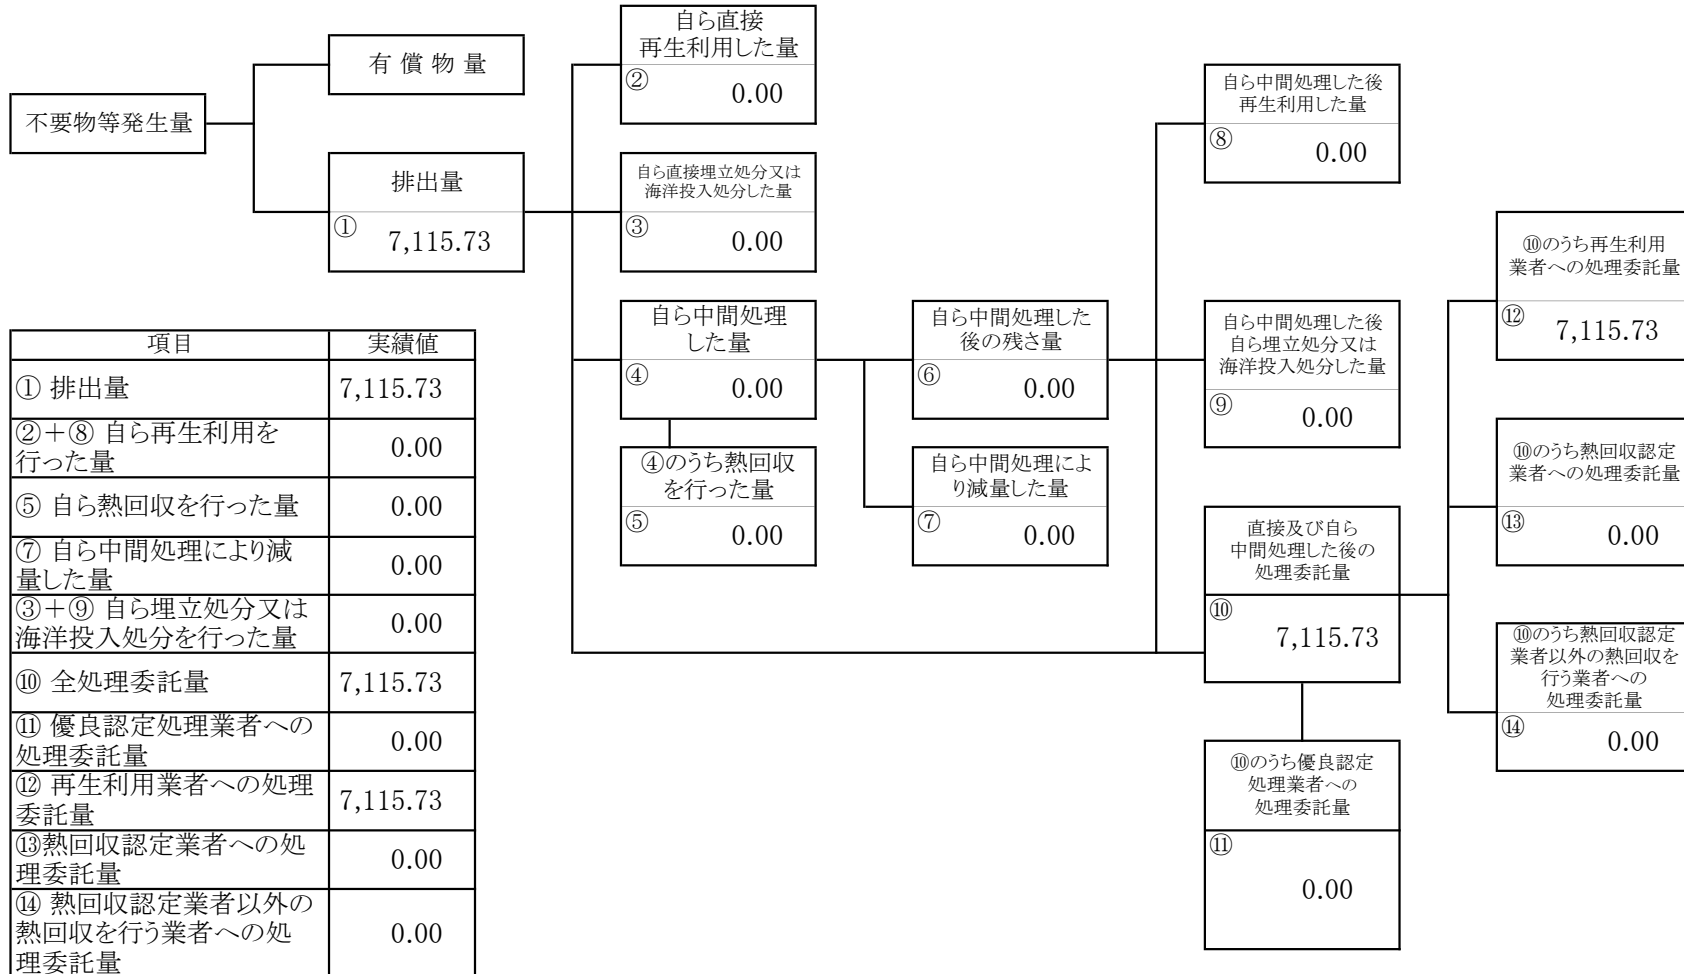 不要物等発生量
有 償 物 量
排出量
① 7,115.73
自ら直接
再生利用した量
② 0.00
自ら直接埋立処分又は
海洋投入処分した量
③ 0.00
自ら中間処理
した量
④ 0.00
④のうち熱回収
を行った量
⑤ 0.00
自ら中間処理した
後の残さ量
⑥ 0.00
自ら中間処理によ
り減量した量
⑦ 0.00
自ら中間処理した後
再生利用した量
⑧ 0.00
自ら中間処理した後
自ら埋立処分又は
海洋投入処分した量
⑨ 0.00
直接及び自ら
中間処理した後の
処理委託量
⑩ 7,115.73
⑩のうち優良認定
処理業者への
処理委託量
⑪ 0.00
⑩のうち再生利用
業者への処理委託量
⑫ 7,115.73
⑩のうち熱回収認定
業者への処理委託量
⑬ 0.00
⑩のうち熱回収認定
業者以外の熱回収を
行う業者への
処理委託量
⑭ 0.00
項目 実績値
① 排出量 7,115.73
②＋⑧ 自ら再生利用を
行った量 0.00
⑤ 自ら熱回収を行った量 0.00
⑦ 自ら中間処理により減
量した量 0.00
③＋⑨ 自ら埋立処分又は
海洋投入処分を行った量 0.00
⑩ 全処理委託量 7,115.73
⑪ 優良認定処理業者への
処理委託量 0.00
⑫ 再生利用業者への処理
委託量 7,115.73
⑬熱回収認定業者への処
理委託量 0.00
⑭ 熱回収認定業者以外の
熱回収を行う業者への処
理委託量 0.00